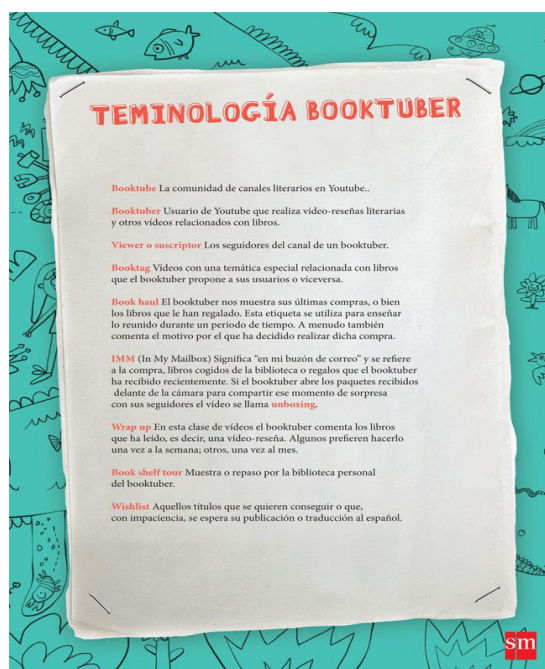 TEMINOLOGÍA BOOKTUBER
Booktube La comunidad de canales literarios en Youtube..
Booktuber Usuario de Youtube que realiza vídeo-reseñas literarias
y otros vídeos relacionados con libros.
Viewer o suscriptor Los seguidores del canal de un booktuber.
Booktag Vídeos con una temática especial relacionada con libros
que el booktuber propone a sus usuarios o viceversa.
Book haul El booktuber nos muestra sus últimas compras, o bien
los libros que le han regalado. Esta etiqueta se utiliza para enseñar
lo reunido durante un periodo de tiempo. A menudo también
comenta el motivo por el que ha decidido realizar dicha compra.
IMM (In My Mailbox) Significa “en mi buzón de correo” y se refiere
a la compra, libros cogidos de la biblioteca o regalos que el booktuber
ha recibido recientemente. Si el booktuber abre los paquetes recibidos
delante de la cámara para compartir ese momento de sorpresa
con sus seguidores el vídeo se llama unboxing.
Wrap up En esta clase de vídeos el booktuber comenta los libros
que ha leído, es decir, una vídeo-reseña. Algunos prefieren hacerlo
una vez a la semana; otros, una vez al mes.
Book shelf tour Muestra o repaso por la biblioteca personal
del booktuber.
Wishlist Aquellos títulos que se quieren conseguir o que,
con impaciencia, se espera su publicación o traducción al español.
sm